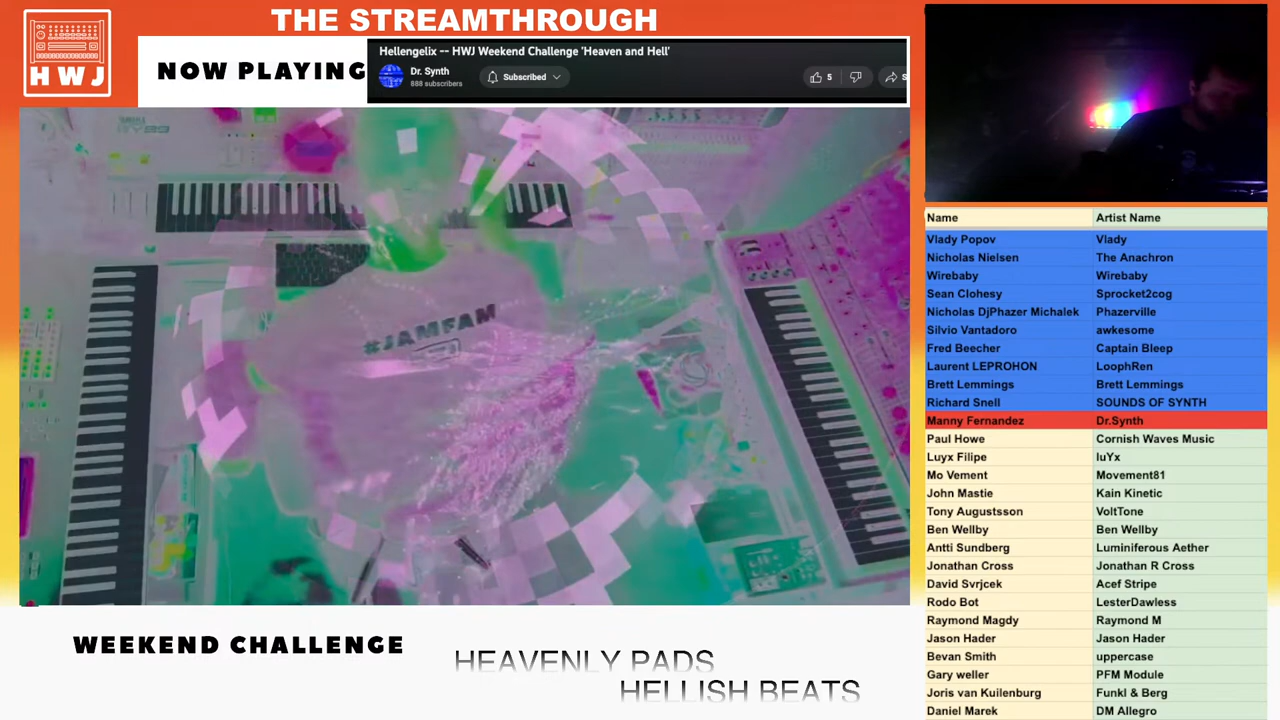 THE STREAMTHROUGH
HWJ
NOW PLAYING
Hellengelix -- HWJ Weekend Challenge 'Heaven and Hell'
Dr. Synth
888 subscribers
Subscribed
5
S
#JAMFAM
WEEKEND CHALLENGE
HEAVENLY PADS
HELLISH BEATS
Name Artist Name
Vlady Popov Vlady
Nicholas Nielsen The Anachron
Wirebaby Wirebaby
Sean Clohesy Sprocket2cog
Nicholas DjPhazer Michalek Phazerville
Silvio Vantadoro awkesome
Fred Beecher Captain Bleep
Laurent LEPROHON LoophRen
Brett Lemmings Brett Lemmings
Richard Snell SOUNDS OF SYNTH
Manny Fernandez Dr.Synth
Paul Howe Cornish Waves Music
Luyx Filipe luYx
Mo Vement Movement81
John Mastie Kain Kinetic
Tony Augustsson VoltTone
Ben Wellby Ben Wellby
Antti Sundberg Luminiferous Aether
Jonathan Cross Jonathan R Cross
David Svrjcek Acef Stripe
Rodo Bot LesterDawless
Raymond Magdy Raymond M
Jason Hader Jason Hader
Bevan Smith uppercase
Gary weller PFM Module
Joris van Kuilenburg Funkl & Berg
Daniel Marek DM Allegro